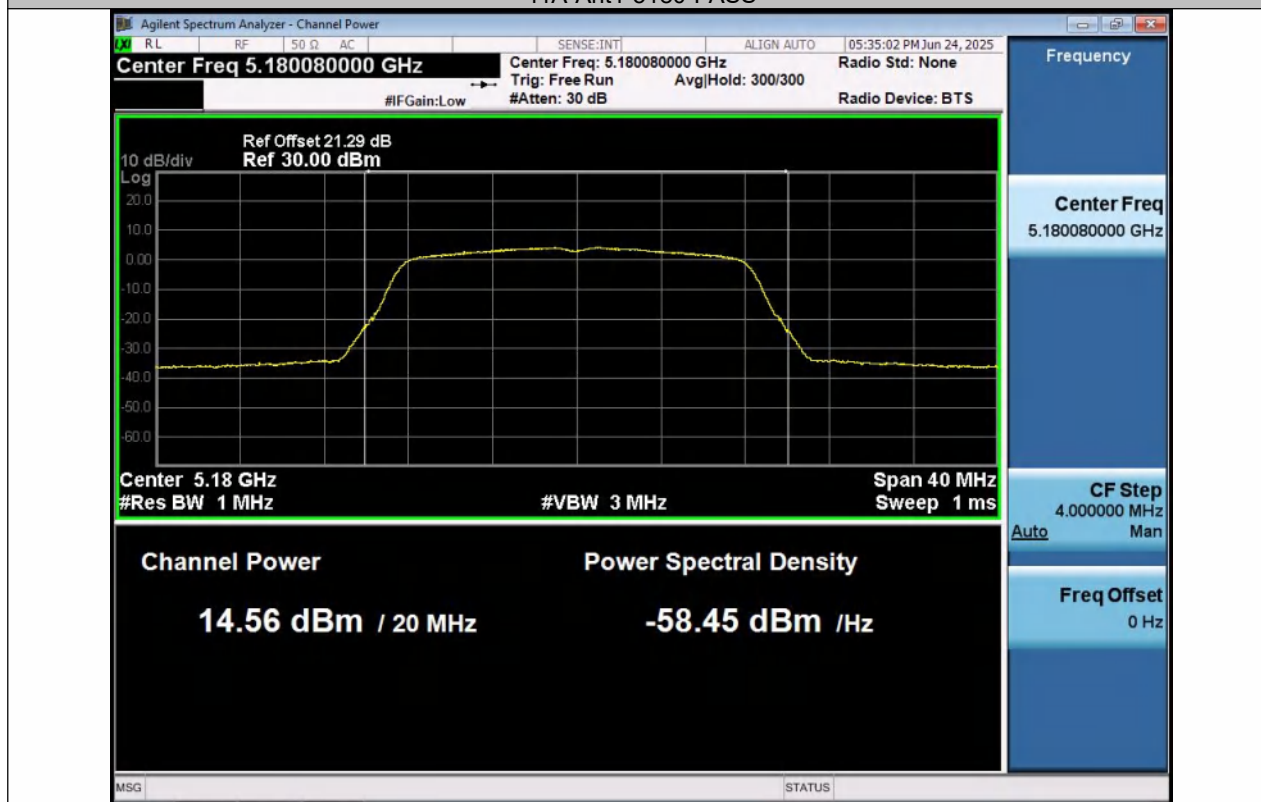 Agilent Spectrum Analyzer - Channel Power
LXI RL RF 50 Ω AC SENSE:INT ALIGN AUTO 05:35:02 PM Jun 24, 2025
Center Freq 5.180080000 GHz
Center Freq: 5.180080000 GHz Radio Std: None
Trig: Free Run Avg|Hold: 300/300
#IFGain:Low #Atten: 30 dB Radio Device: BTS
Ref Offset 21.29 dB
10 dB/div Ref 30.00 dBm
Log
20.0
10.0
0.00
-10.0
-20.0
-30.0
-40.0
-50.0
-60.0
Center 5.18 GHz Span 40 MHz
#Res BW 1 MHz #VBW 3 MHz Sweep 1 ms
Channel Power Power Spectral Density
14.56 dBm / 20 MHz -58.45 dBm /Hz
MSG STATUS
Frequency
Center Freq
5.180080000 GHz
CF Step
4.000000 MHz
Auto Man
Freq Offset
0 Hz